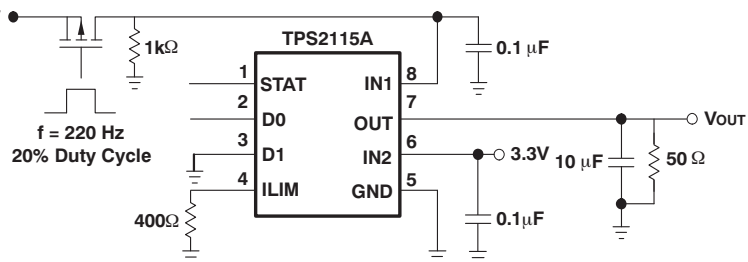 TPS2115A
1kΩ
0.1 μF
1
STAT
IN1
8
2
D0
OUT
7
f = 220 Hz
20% Duty Cycle
3
D1
IN2
6
3.3V
4
ILIM
GND
5
400Ω
0.1μF
10 μF
50 Ω
VOUT